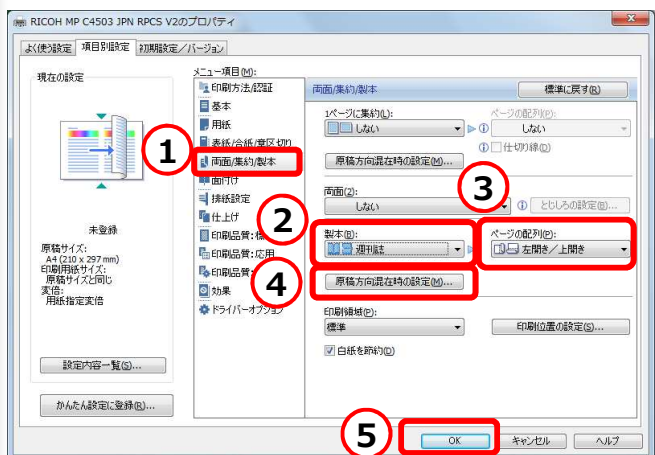 RICOH MP C4503 JPN RPCS V2のプロパティ
よく使う設定 項目別設定 初期設定／バージョン
現在の設定
未登録
原稿サイズ:
A4 (210 x 297 mm)
印刷用紙サイズ:
原稿サイズと同じ
変倍:
用紙指定変倍
設定内容一覧(S)...
かんたん設定に登録(R)...
メニュー項目(M):
印刷方法/認証
基本
用紙
表紙/合紙/章区切り
① 両面/集約/製本
面付け
排紙設定
仕上げ
印刷品質:標
印刷品質:応用
印刷品質:
効果
ドライバーオプション
両面/集約/製本 標準に戻す(R)
1ページに集約(L): ページの配列(K):
しない しない
仕切り線(D)
原稿方向混在時の設定(M)...
両面(2): ③
しない とじしろの設定(B)...
② 製本(B): ページの配列(P):
週刊誌 左開き／上開き
④ 原稿方向混在時の設定(M)...
印刷領域(P):
標準 印刷位置の設定(S)...
白紙を節約(D)
⑤ OK キャンセル ヘルプ